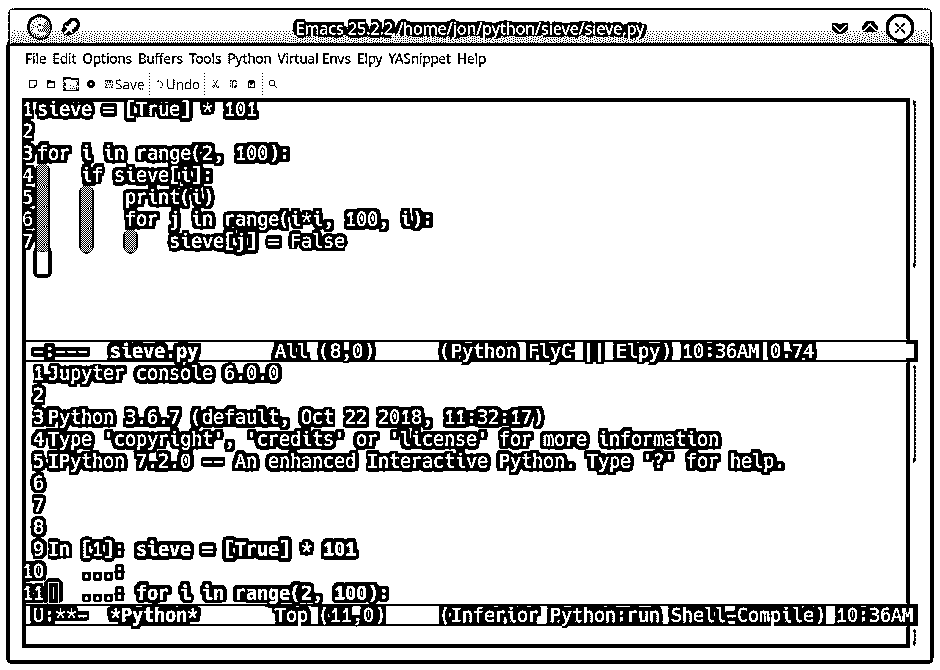 Emacs 25.2.2 /home/jon/python/sieve/sieve.py
File Edit Options Buffers Tools Python Virtual Envs Elpy YASnippet Help
Save Undo
1 sieve = [True] * 101
2
3 for i in range(2, 100):
4     if sieve[i]:
5         print(i)
6         for j in range(i*i, 100, i):
7             sieve[j] = False
-:---  sieve.py       All (8,0)      (Python FlyC || Elpy) 10:36AM 0.74
1 Jupyter console 6.0.0
2
3 Python 3.6.7 (default, Oct 22 2018, 11:32:17)
4 Type 'copyright', 'credits' or 'license' for more information
5 IPython 7.2.0 -- An enhanced Interactive Python. Type '?' for help.
6
7
8
9 In [1]: sieve = [True] * 101
10    ...:
11    ...: for i in range(2, 100):
U:**-  *Python*       Top (11,0)     (Inferior Python:run Shell-Compile) 10:36AM